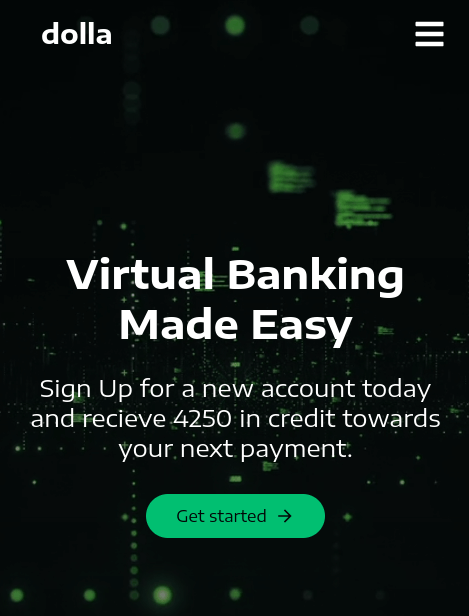 dolla
Virtual Banking
Made Easy
Sign Up for a new account today
and recieve 4250 in credit towards
your next payment.
Get started →